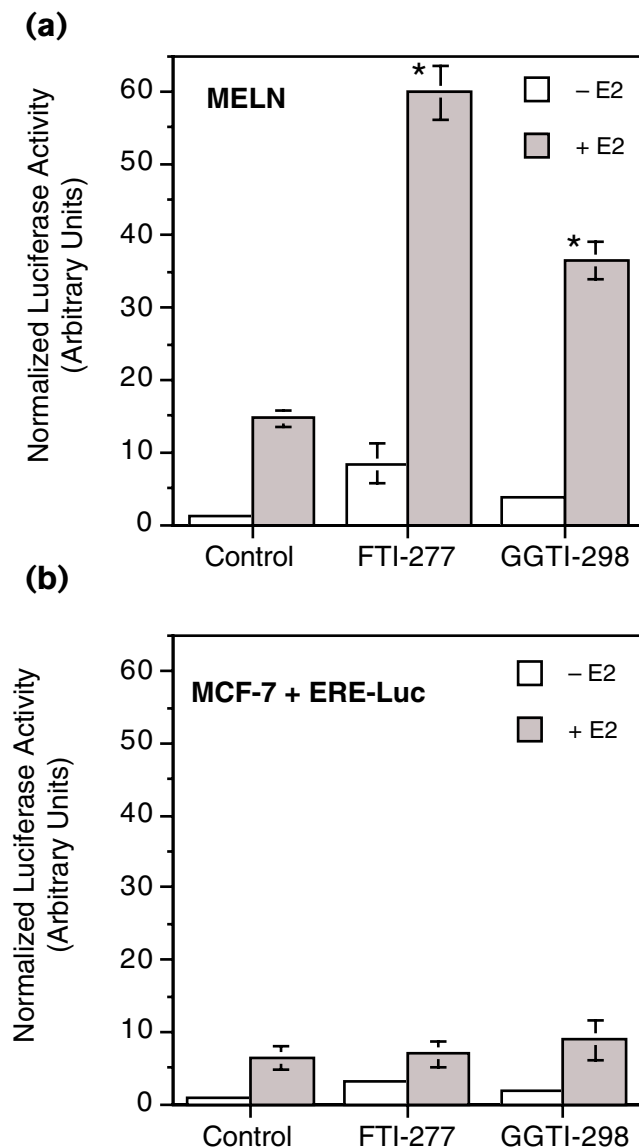 (a)
Normalized Luciferase Activity
(Arbitrary Units)
60
50
40
30
20
10
0
MELN
*
*
– E2
+ E2
Control
FTI-277
GGTI-298
(b)
Normalized Luciferase Activity
(Arbitrary Units)
60
50
40
30
20
10
0
MCF-7 + ERE-Luc
– E2
+ E2
Control
FTI-277
GGTI-298